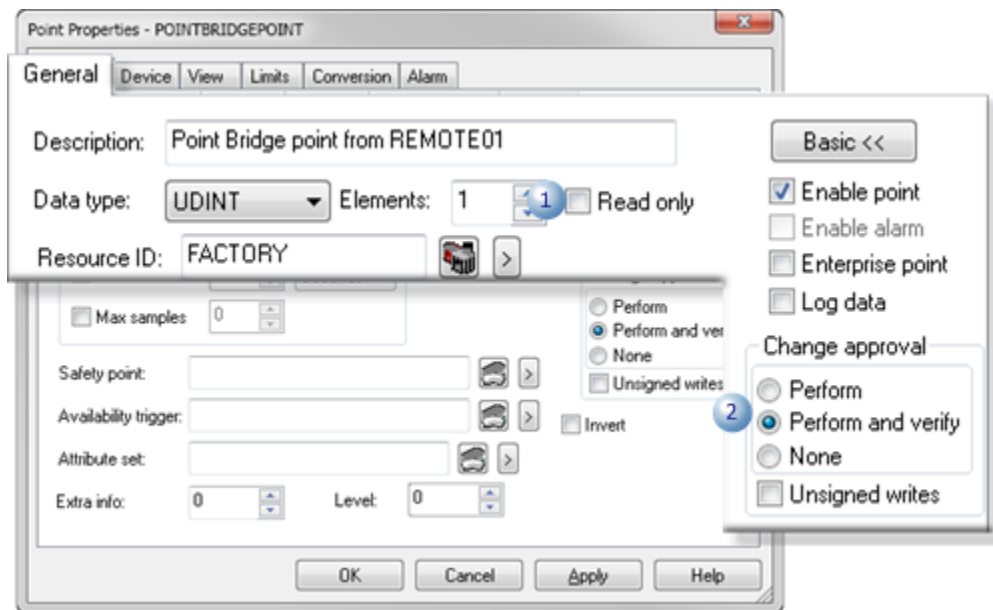 Point Properties - POINTBRIDGEPOINT
General Device View Limits Conversion Alarm
Description: Point Bridge point from REMOTE01
Basic <<
Data type: UDINT Elements: 1 1 Read only
Enable point
Enable alarm
Resource ID: FACTORY >
Enterprise point
Log data
Max samples 0
Perform
Perform and ver
None
Unsigned writes
Change approval
Perform
2 Perform and verify
None
Unsigned writes
Safety point: >
Availability trigger: >
Invert
Attribute set: >
Extra info: 0 Level: 0
OK Cancel Apply Help